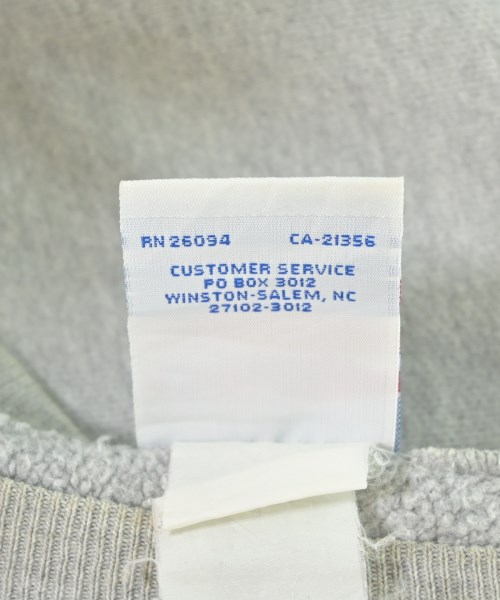 RN 26094 CA-21356
CUSTOMER SERVICE
PO BOX 3012
WINSTON-SALEM, NC
27102-3012